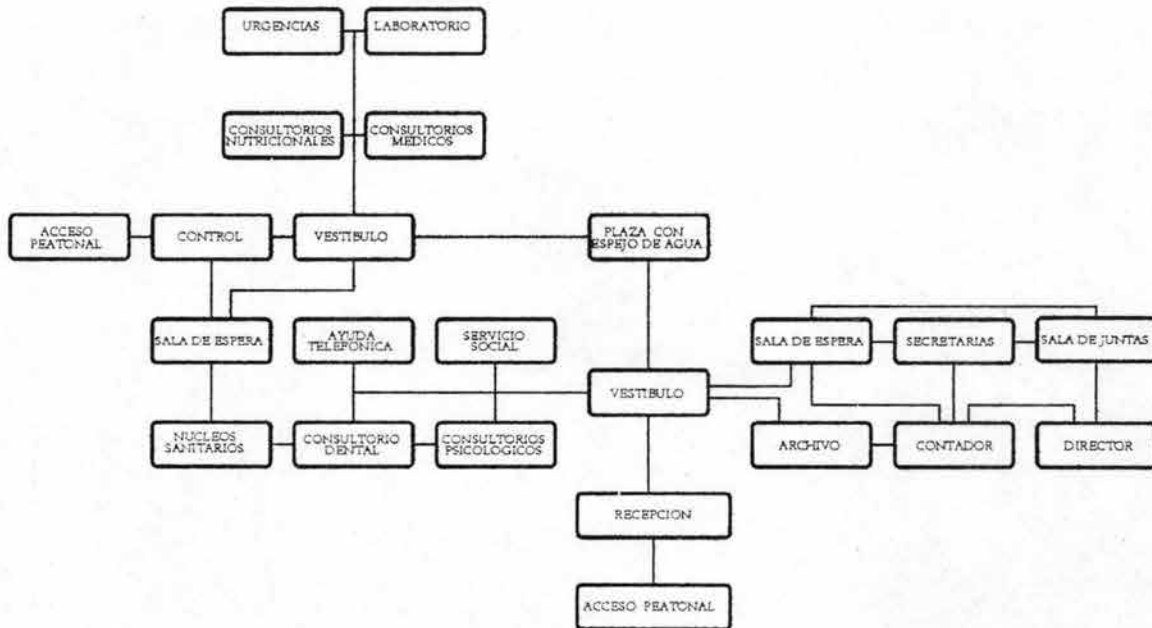 URGENCIAS
LABORATORIO
CONSULTORIOS
NUTRICIONALES
CONSULTORIOS
MEDICOS
ACCESO
PEATONAL
CONTROL
VESTIBULO
PLAZA CON
ESPEJO DE AGUA
SALA DE ESPERA
AYUDA
TELEFONICA
SERVICIO
SOCIAL
SALA DE ESPERA
SECRETARIAS
SALA DE JUNTAS
VESTIBULO
NUCLEOS
SANITARIOS
CONSULTORIO
DENTAL
CONSULTORIOS
PSICOLOGICOS
ARCHIVO
CONTADOR
DIRECTOR
RECEPCION
ACCESO PEATONAL